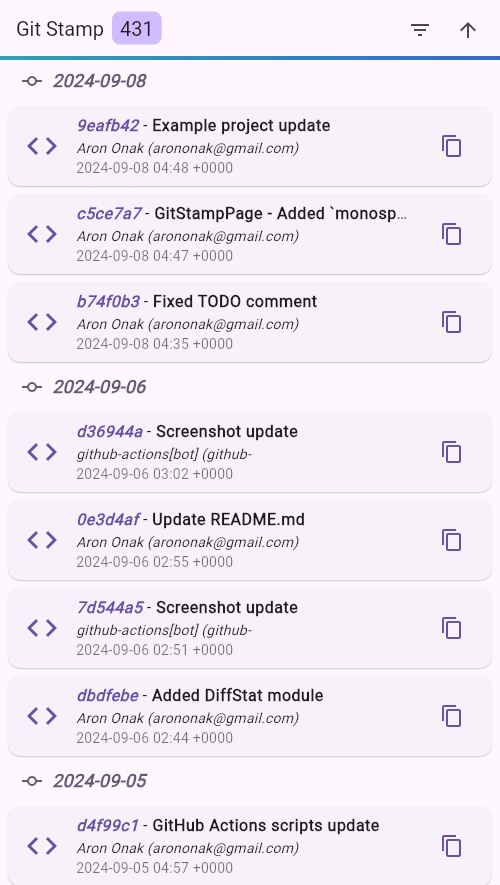 Git Stamp 431
2024-09-08
9eafb42 - Example project update
Aron Onak (arononak@gmail.com)
2024-09-08 04:48 +0000
c5ce7a7 - GitStampPage - Added `monosp...
Aron Onak (arononak@gmail.com)
2024-09-08 04:47 +0000
b74f0b3 - Fixed TODO comment
Aron Onak (arononak@gmail.com)
2024-09-08 04:35 +0000
2024-09-06
d36944a - Screenshot update
github-actions[bot] (github-
2024-09-06 03:02 +0000
0e3d4af - Update README.md
Aron Onak (arononak@gmail.com)
2024-09-06 02:55 +0000
7d544a5 - Screenshot update
github-actions[bot] (github-
2024-09-06 02:51 +0000
dbdfebe - Added DiffStat module
Aron Onak (arononak@gmail.com)
2024-09-06 02:44 +0000
2024-09-05
d4f99c1 - GitHub Actions scripts update
Aron Onak (arononak@gmail.com)
2024-09-05 04:57 +0000